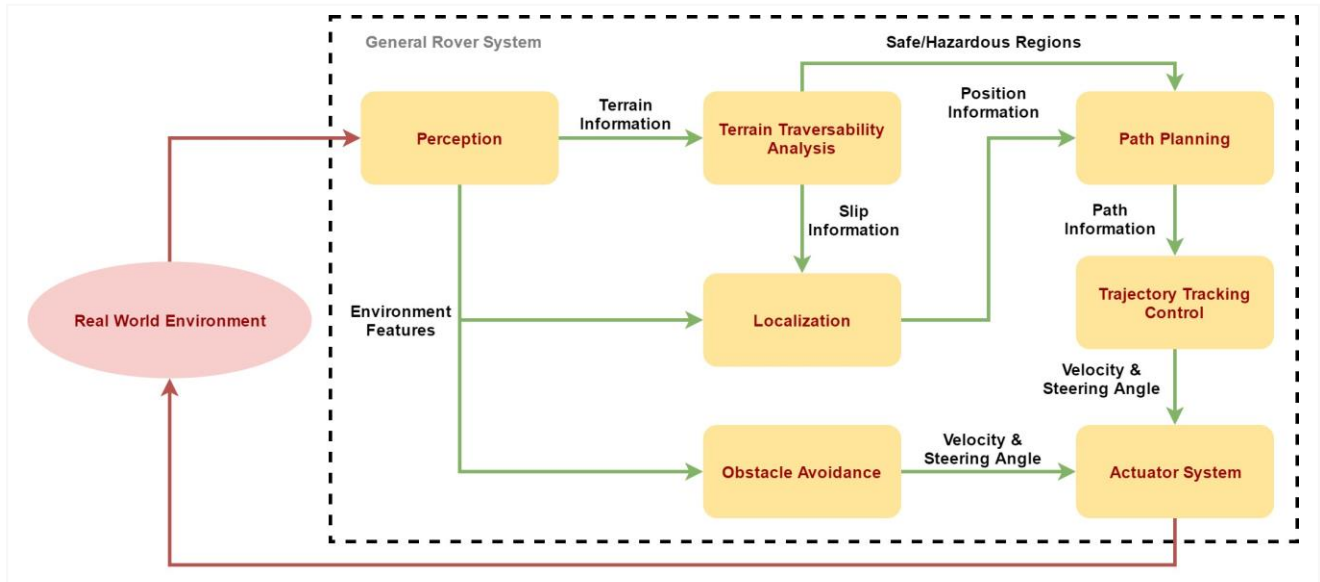 General Rover System
Safe/Hazardous Regions
Terrain
Information
Position
Information
Perception
Terrain Traversability
Analysis
Path Planning
Slip
Information
Path
Information
Real World Environment
Environment
Features
Localization
Trajectory Tracking
Control
Velocity &
Steering Angle
Obstacle Avoidance
Velocity &
Steering Angle
Actuator System